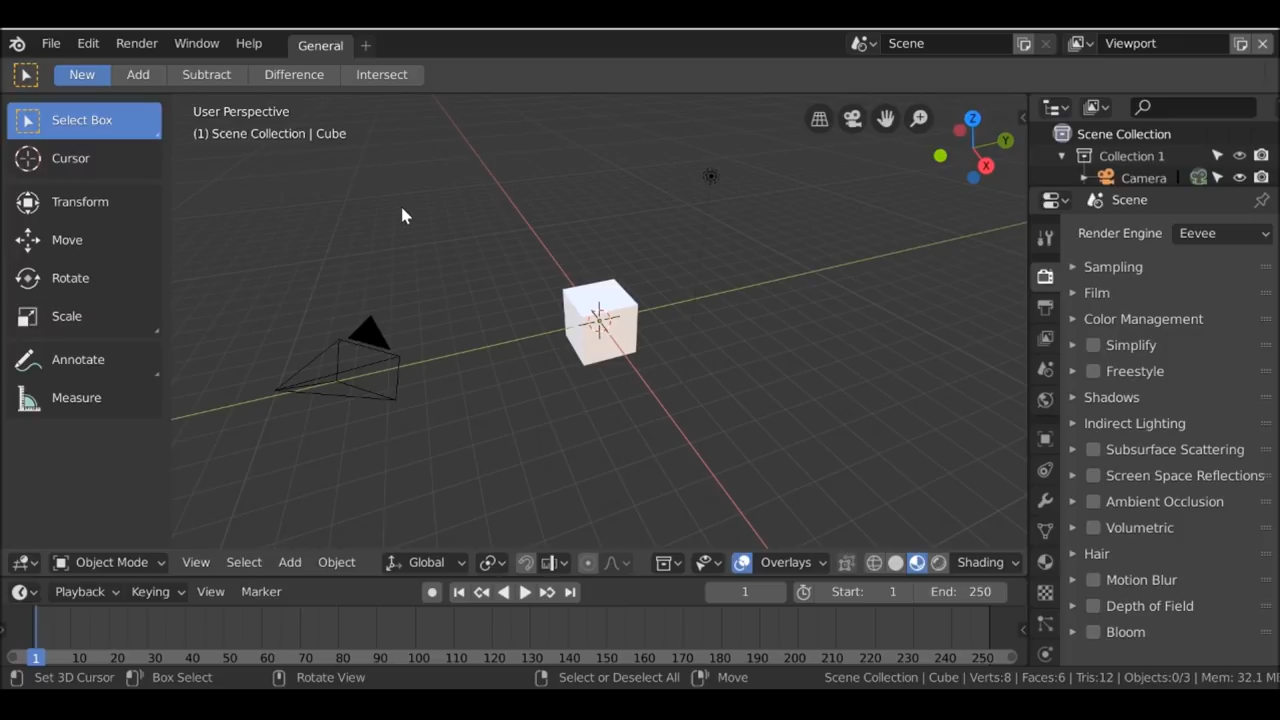 File Edit Render Window Help General + Scene Viewport
New Add Subtract Difference Intersect
Select Box
Cursor
Transform
Move
Rotate
Scale
Annotate
Measure
User Perspective
(1) Scene Collection | Cube
Z
Y
X
Scene Collection
Collection 1
Camera
Scene
Render Engine Eevee
Sampling
Film
Color Management
Simplify
Freestyle
Shadows
Indirect Lighting
Subsurface Scattering
Screen Space Reflections
Ambient Occlusion
Volumetric
Hair
Motion Blur
Depth of Field
Bloom
Object Mode View Select Add Object Global Overlays Shading
Playback Keying View Marker 1 Start: 1 End: 250
1 10 20 30 40 50 60 70 80 90 100 110 120 130 140 150 160 170 180 190 200 210 220 230 240 250
Set 3D Cursor Box Select Rotate View Select or Deselect All Move Scene Collection | Cube | Verts:8 | Faces:6 | Tris:12 | Objects:0/3 | Mem: 32.1 M